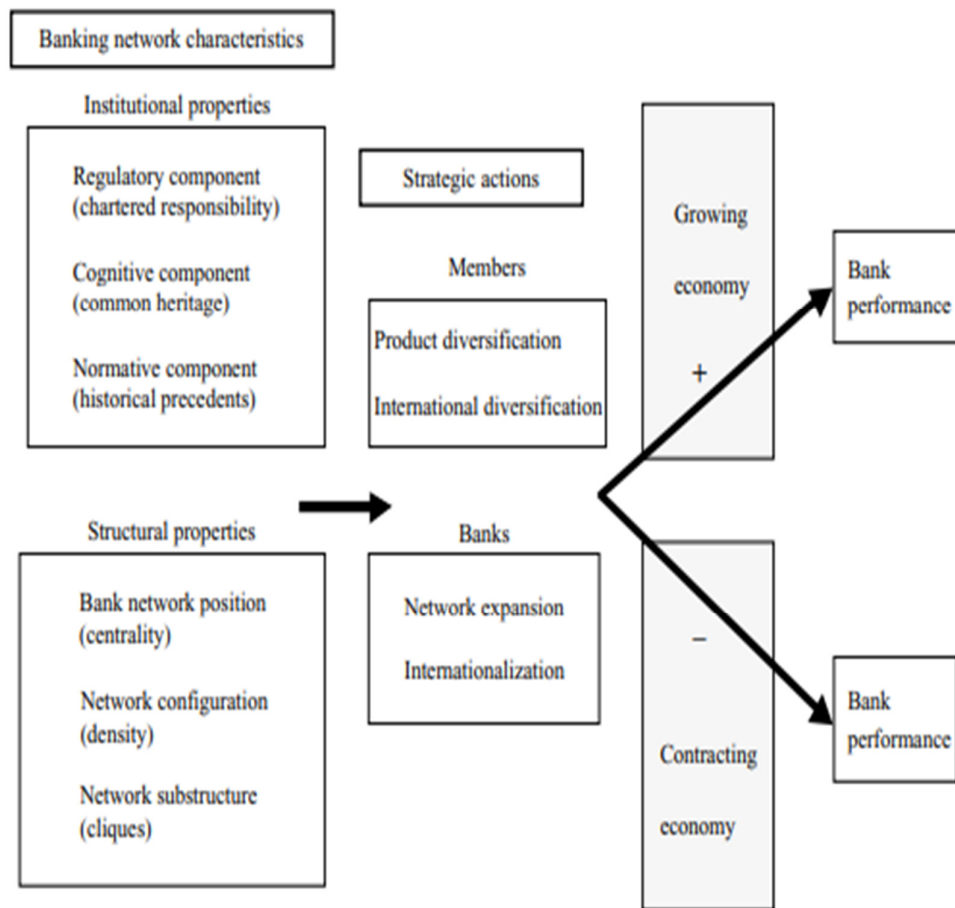 Banking network characteristics
Institutional properties
Regulatory component
(chartered responsibility)
Cognitive component
(common heritage)
Normative component
(historical precedents)
Structural properties
Bank network position
(centrality)
Network configuration
(density)
Network substructure
(cliques)
Strategic actions
Members
Product diversification
International diversification
Banks
Network expansion
Internationalization
Growing
economy
+
−
Contracting
economy
Bank
performance
Bank
performance